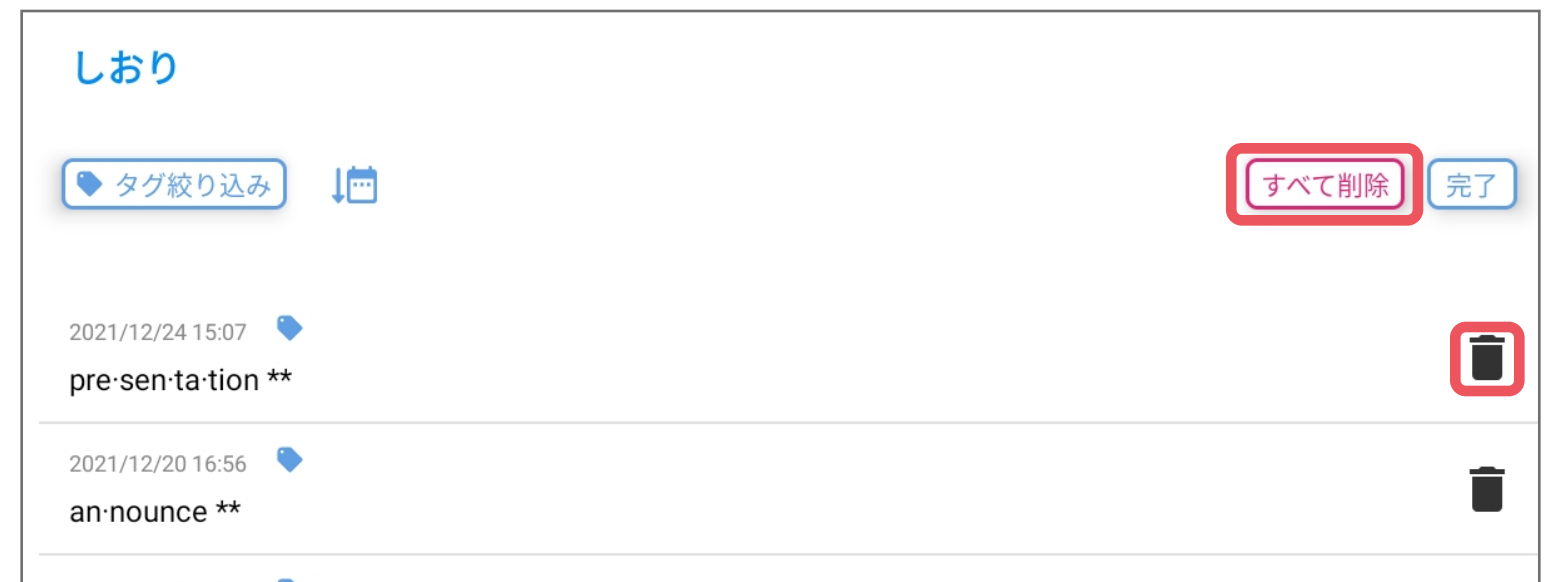 しおり
タグ絞り込み
すべて削除
完了
2021/12/24 15:07
pre·sen·ta·tion **
2021/12/20 16:56
an·nounce **